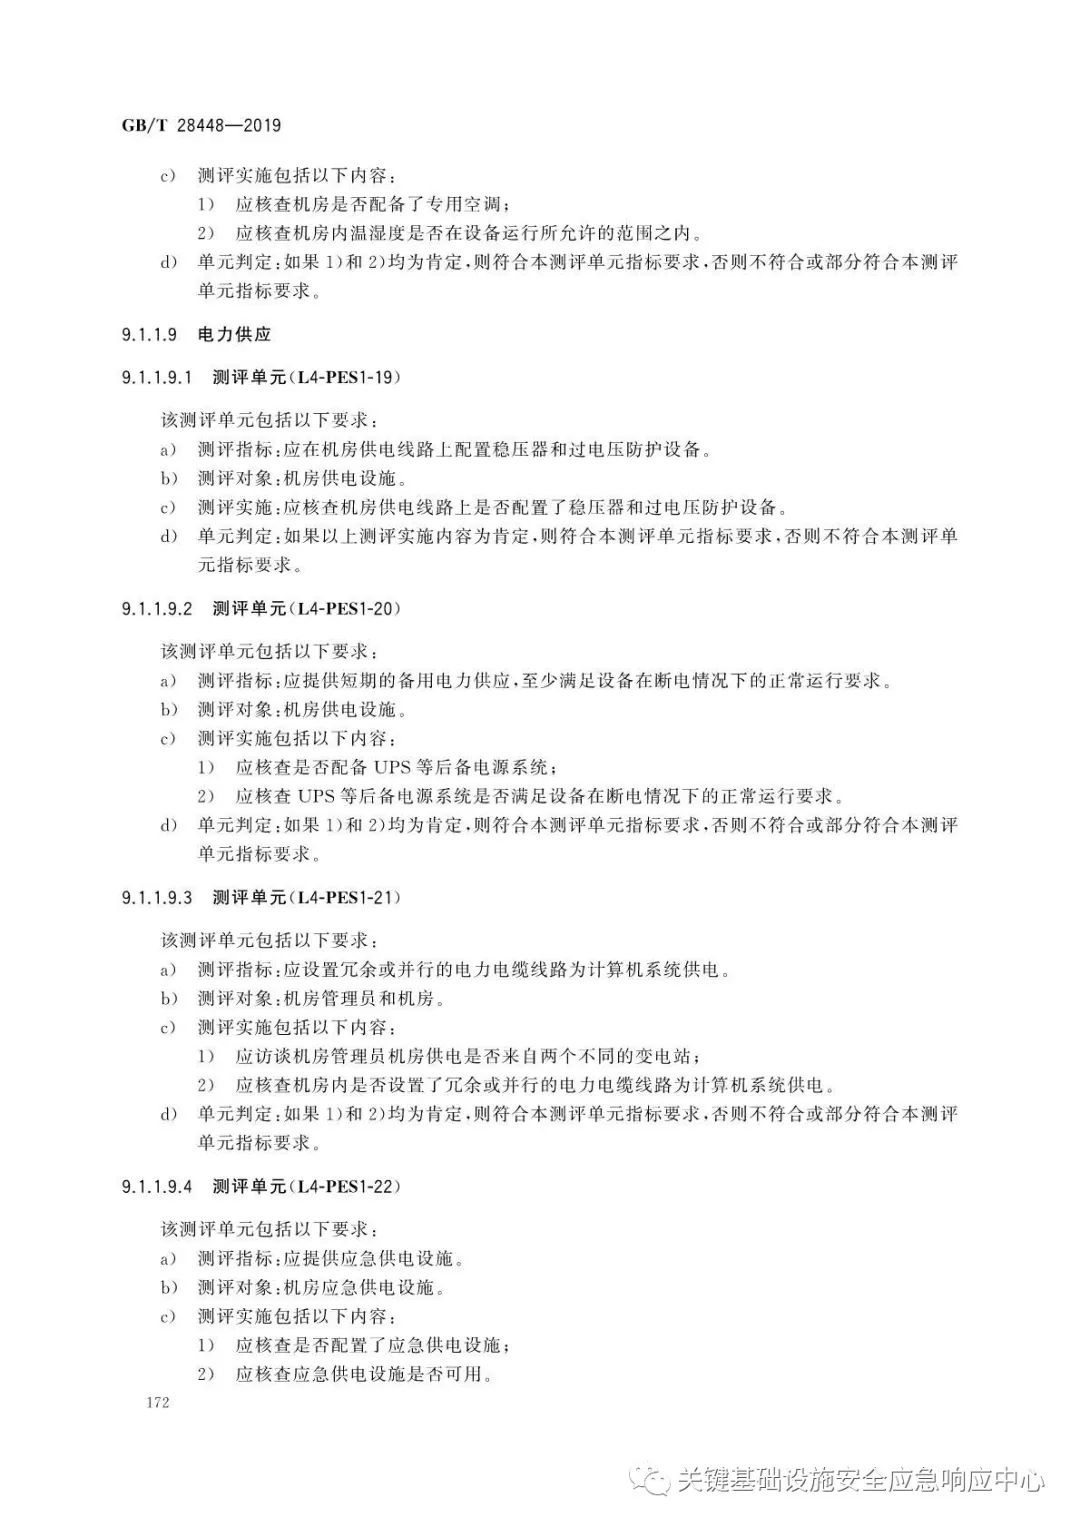 GB/T 28448—2019
c) 测评实施包括以下内容:
1) 应核查机房是否配备了专用空调;
2) 应核查机房内温湿度是否在设备运行所允许的范围之内。
d) 单元判定:如果1)和2)均为肯定,则符合本测评单元指标要求,否则不符合或部分符合本测评
单元指标要求。
9.1.1.9 电力供应
9.1.1.9.1 测评单元(L4-PES1-19)
该测评单元包括以下要求:
a) 测评指标:应在机房供电线路上配置稳压器和过电压防护设备。
b) 测评对象:机房供电设施。
c) 测评实施:应核查机房供电线路上是否配置了稳压器和过电压防护设备。
d) 单元判定:如果以上测评实施内容为肯定,则符合本测评单元指标要求,否则不符合本测评单
元指标要求。
9.1.1.9.2 测评单元(L4-PES1-20)
该测评单元包括以下要求:
a) 测评指标:应提供短期的备用电力供应,至少满足设备在断电情况下的正常运行要求。
b) 测评对象:机房供电设施。
c) 测评实施包括以下内容:
1) 应核查是否配备 UPS 等后备电源系统;
2) 应核查 UPS 等后备电源系统是否满足设备在断电情况下的正常运行要求。
d) 单元判定:如果1)和2)均为肯定,则符合本测评单元指标要求,否则不符合或部分符合本测评
单元指标要求。
9.1.1.9.3 测评单元(L4-PES1-21)
该测评单元包括以下要求:
a) 测评指标:应设置冗余或并行的电力电缆线路为计算机系统供电。
b) 测评对象:机房管理员和机房。
c) 测评实施包括以下内容:
1) 应访谈机房管理员机房供电是否来自两个不同的变电站;
2) 应核查机房内是否设置了冗余或并行的电力电缆线路为计算机系统供电。
d) 单元判定:如果1)和2)均为肯定,则符合本测评单元指标要求,否则不符合或部分符合本测评
单元指标要求。
9.1.1.9.4 测评单元(L4-PES1-22)
该测评单元包括以下要求:
a) 测评指标:应提供应急供电设施。
b) 测评对象:机房应急供电设施。
c) 测评实施包括以下内容:
1) 应核查是否配置了应急供电设施;
2) 应核查应急供电设施是否可用。
172
关键基础设施安全应急响应中心